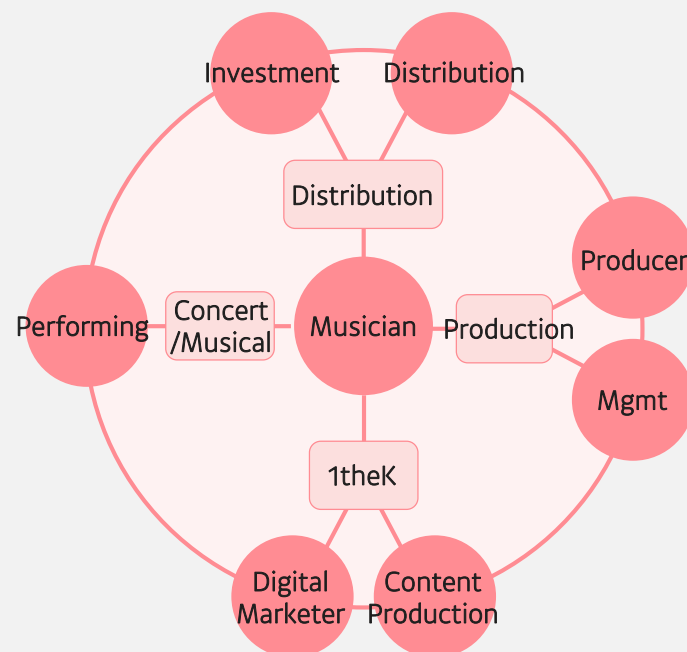 Investment
Distribution
Distribution
Producer
Concert
/Musical
Performing
Musician
Production
Mgmt
1theK
Digital
Marketer
Content
Production